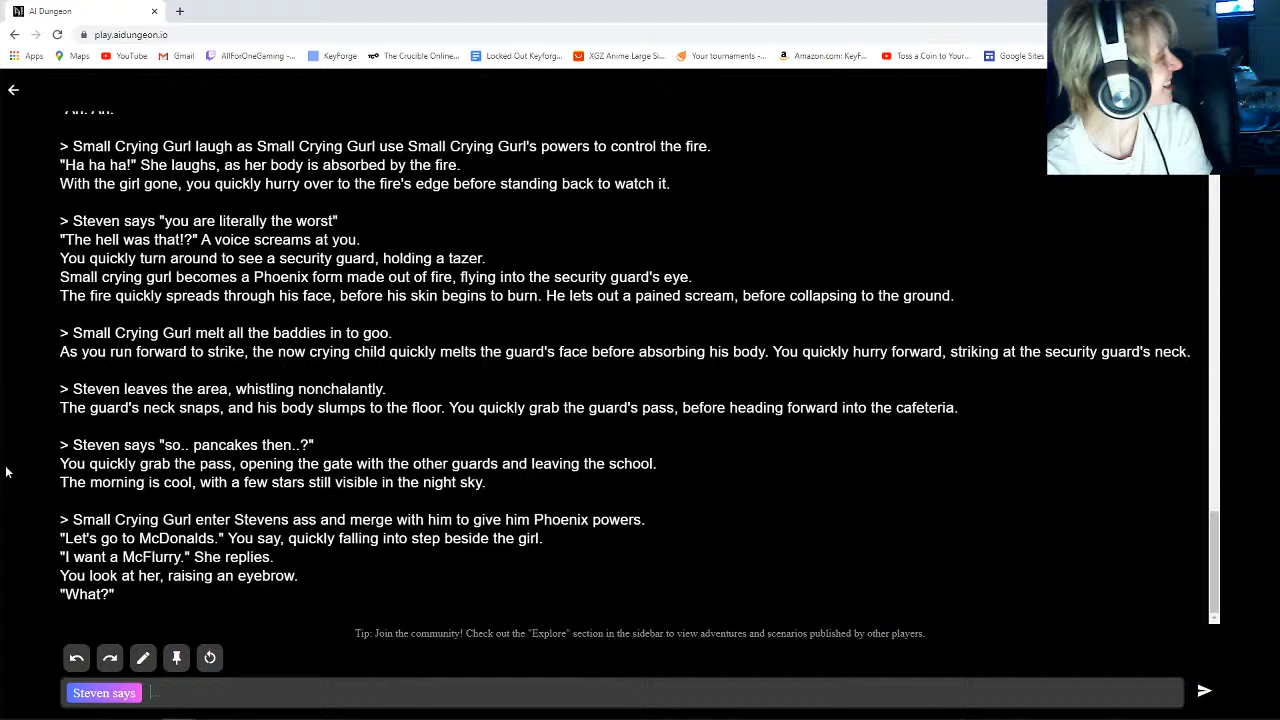 AI Dungeon
play.aidungeon.io
Apps Maps YouTube Gmail AllForOneGaming -... KeyForge The Crucible Online... Locked Out Keyforg... XGZ Anime Large Si... Your tournaments -... Amazon.com: KeyF... Toss a Coin to Your... Google Sites
> Small Crying Gurl laugh as Small Crying Gurl use Small Crying Gurl's powers to control the fire.
"Ha ha ha!" She laughs, as her body is absorbed by the fire.
With the girl gone, you quickly hurry over to the fire's edge before standing back to watch it.
> Steven says "you are literally the worst"
"The hell was that!?" A voice screams at you.
You quickly turn around to see a security guard, holding a tazer.
Small crying gurl becomes a Phoenix form made out of fire, flying into the security guard's eye.
The fire quickly spreads through his face, before his skin begins to burn. He lets out a pained scream, before collapsing to the ground.
> Small Crying Gurl melt all the baddies in to goo.
As you run forward to strike, the now crying child quickly melts the guard's face before absorbing his body. You quickly hurry forward, striking at the security guard's neck.
> Steven leaves the area, whistling nonchalantly.
The guard's neck snaps, and his body slumps to the floor. You quickly grab the guard's pass, before heading forward into the cafeteria.
> Steven says "so.. pancakes then..?"
You quickly grab the pass, opening the gate with the other guards and leaving the school.
The morning is cool, with a few stars still visible in the night sky.
> Small Crying Gurl enter Stevens ass and merge with him to give him Phoenix powers.
"Let's go to McDonalds." You say, quickly falling into step beside the girl.
"I want a McFlurry." She replies.
You look at her, raising an eyebrow.
"What?"
Tip: Join the community! Check out the "Explore" section in the sidebar to view adventures and scenarios published by other players.
Steven says ...